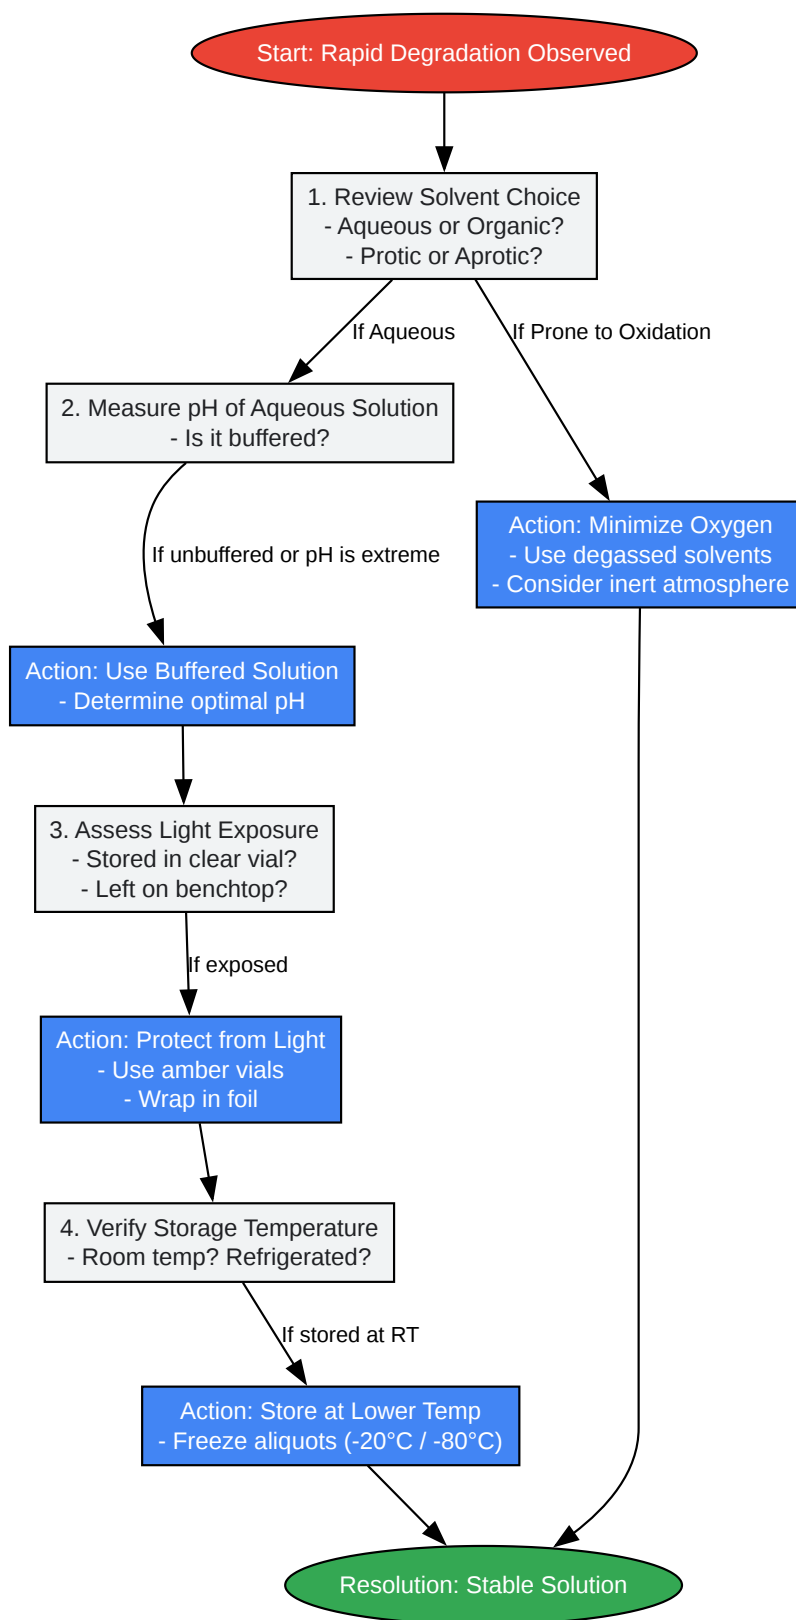 Start: Rapid Degradation Observed
1. Review Solvent Choice
- Aqueous or Organic?
- Protic or Aprotic?
If Aqueous
If Prone to Oxidation
2. Measure pH of Aqueous Solution
- Is it buffered?
Action: Minimize Oxygen
- Use degassed solvents
- Consider inert atmosphere
If unbuffered or pH is extreme
Action: Use Buffered Solution
- Determine optimal pH
3. Assess Light Exposure
- Stored in clear vial?
- Left on benchtop?
If exposed
Action: Protect from Light
- Use amber vials
- Wrap in foil
4. Verify Storage Temperature
- Room temp? Refrigerated?
If stored at RT
Action: Store at Lower Temp
- Freeze aliquots (-20°C / -80°C)
Resolution: Stable Solution